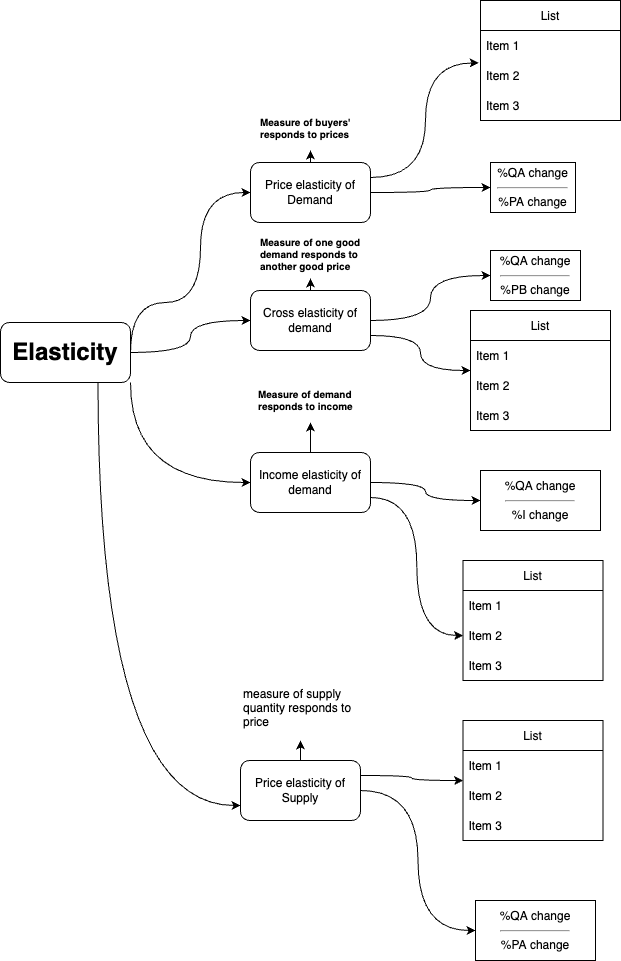 List
Item 1
Item 2
Item 3
Measure of buyers'
responds to prices
Price elasticity of
Demand
%QA change
%PA change
Measure of one good
demand responds to
another good price
%QA change
%PB change
Cross elasticity of
demand
List
Item 1
Item 2
Item 3
Elasticity
Measure of demand
responds to income
Income elasticity of
demand
%QA change
%I change
List
Item 1
Item 2
Item 3
measure of supply
quantity responds to
price
List
Item 1
Item 2
Item 3
Price elasticity of
Supply
%QA change
%PA change